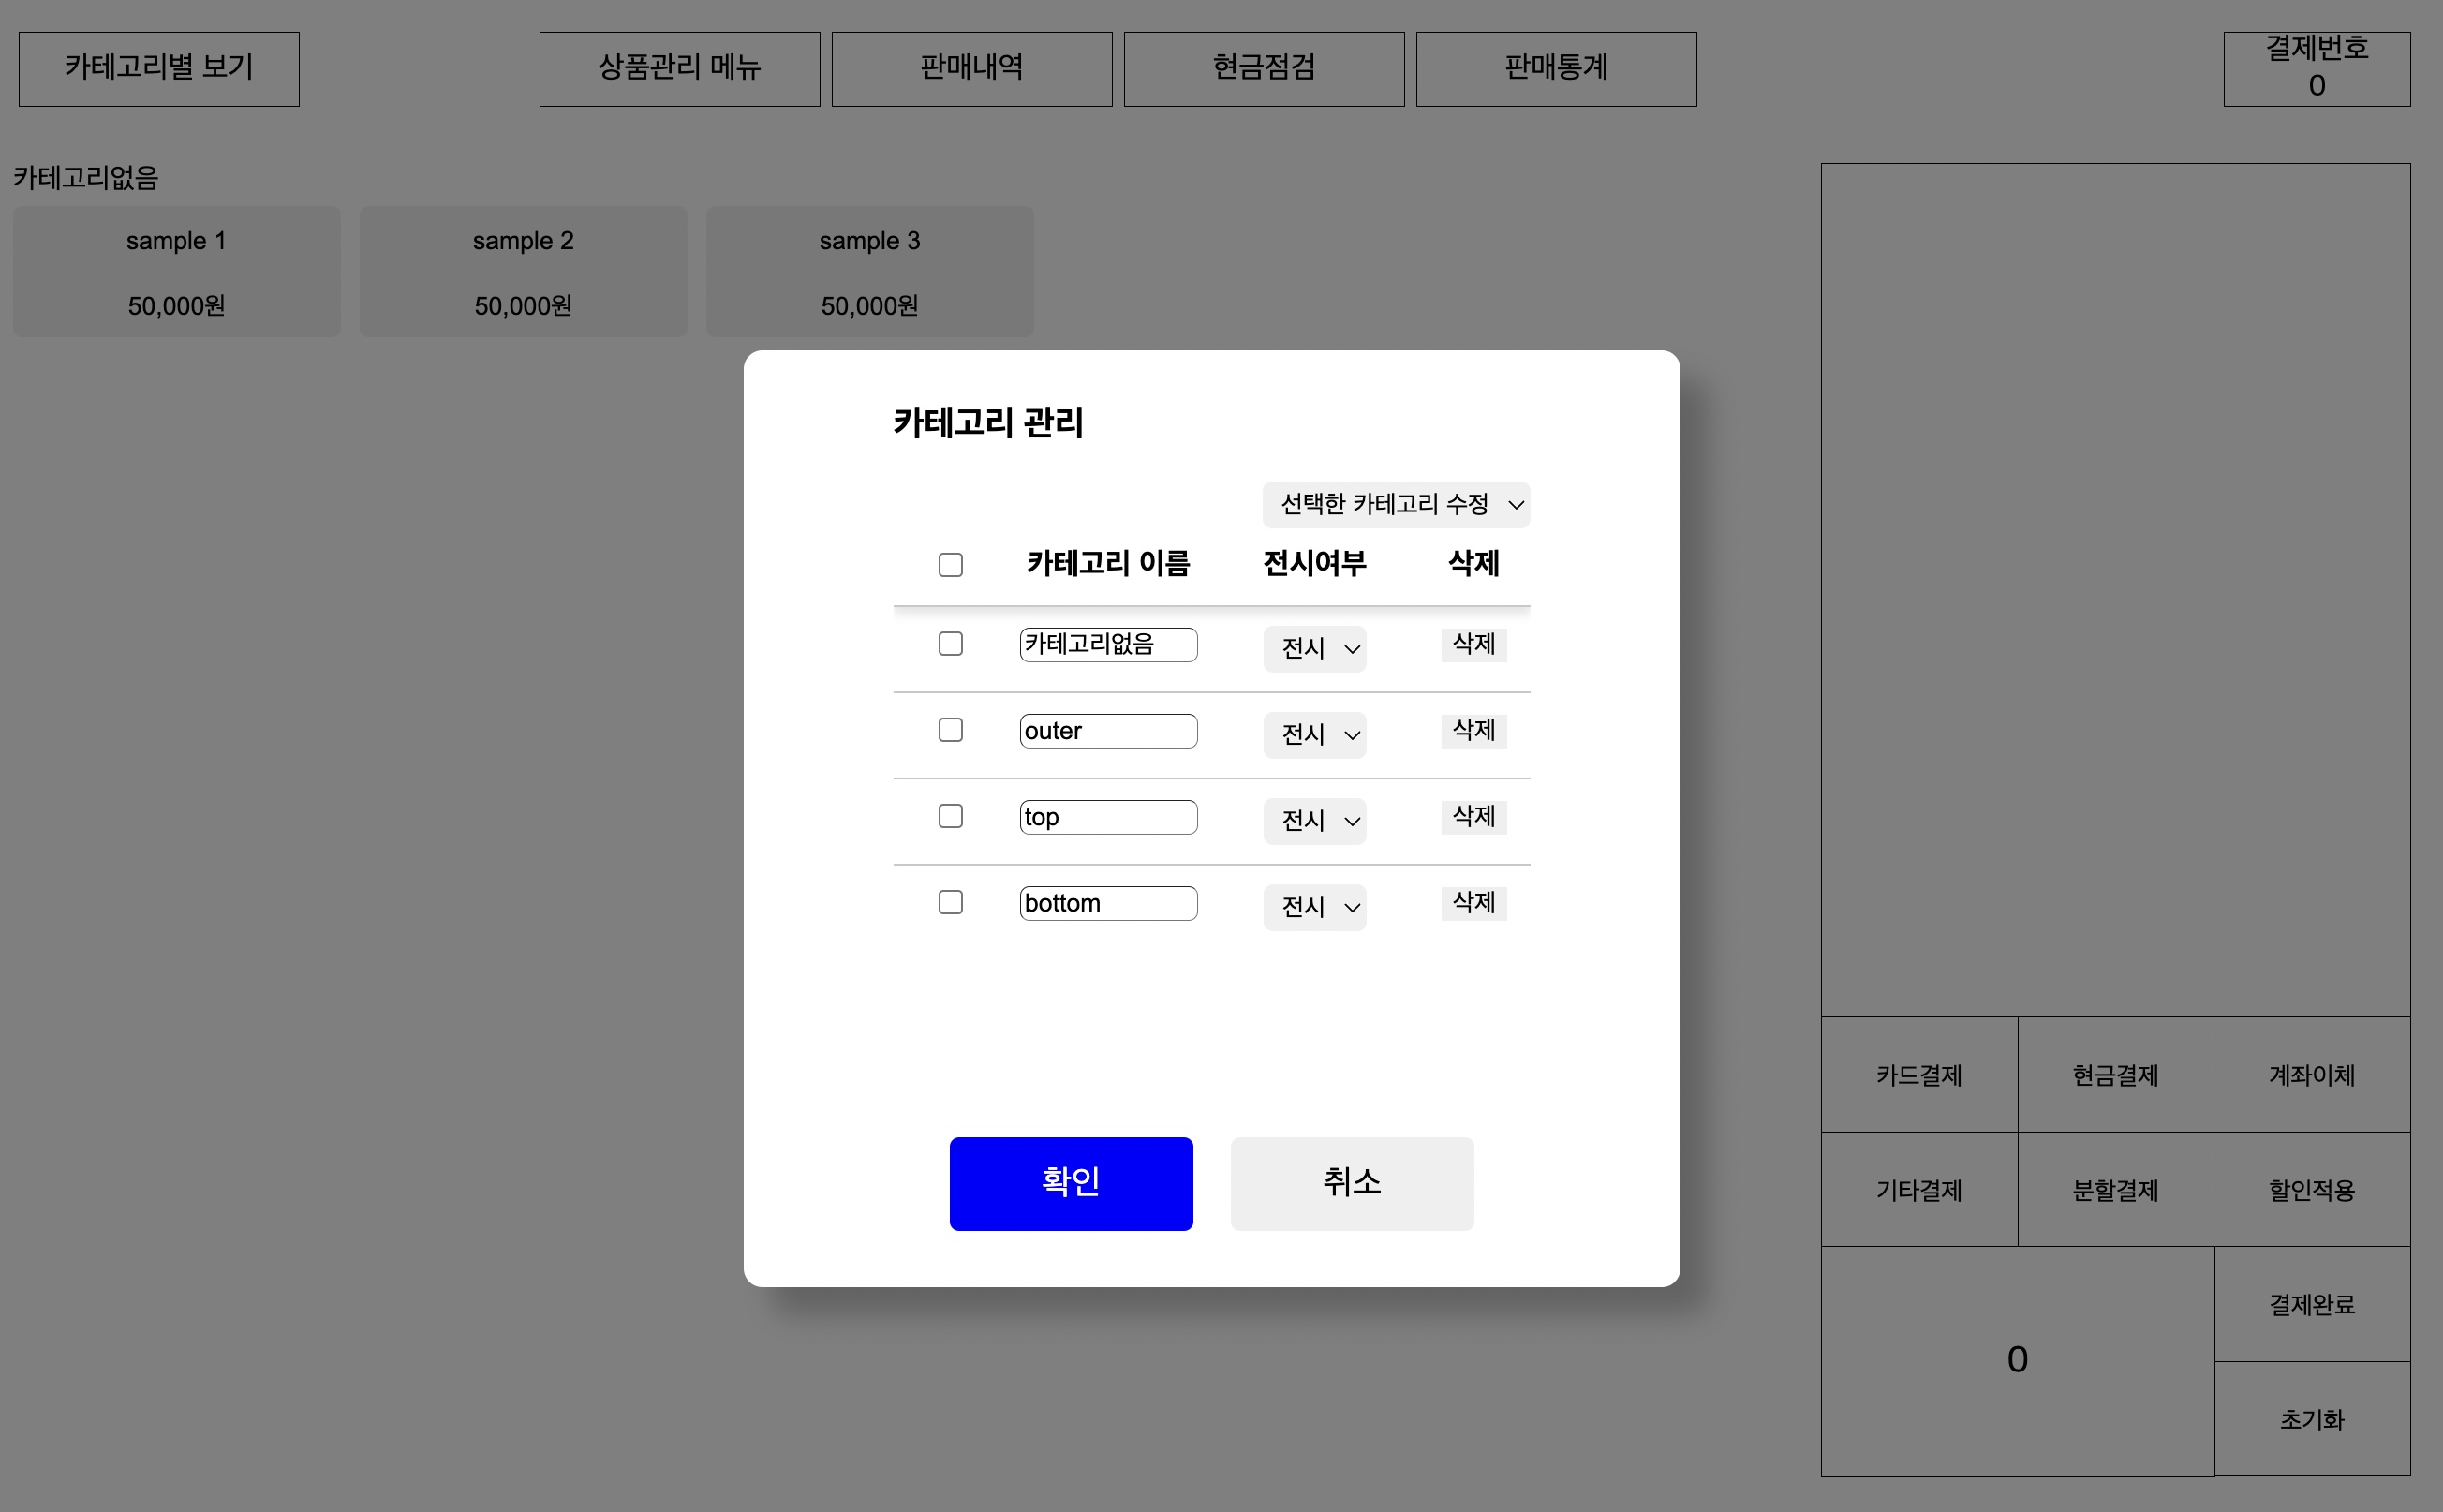 카테고리별 보기
상품관리 메뉴
판매내역
현금점검
판매통계
결제번호
0
카테고리없음
sample 1
50,000원
sample 2
50,000원
sample 3
50,000원
카테고리 관리
선택한 카테고리 수정
카테고리 이름 전시여부 삭제
카테고리없음 전시 삭제
outer 전시 삭제
top 전시 삭제
bottom 전시 삭제
확인 취소
카드결제 현금결제 계좌이체
기타결제 분할결제 할인적용
0
결제완료
초기화